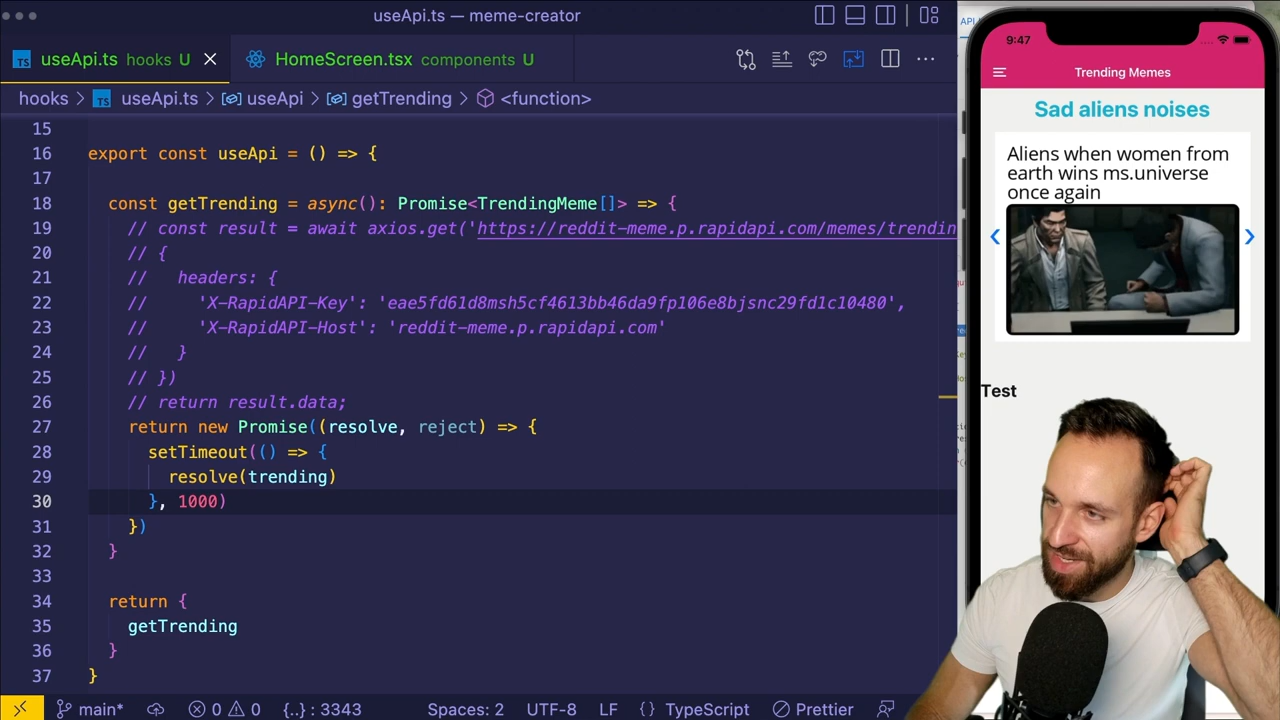 useApi.ts — meme-creator
TS useApi.ts hooks U
HomeScreen.tsx components U
hooks > TS useApi.ts > useApi > getTrending > <function>
15
16 export const useApi = () => {
17
18 const getTrending = async(): Promise<TrendingMeme[]> => {
19 // const result = await axios.get('https://reddit-meme.p.rapidapi.com/memes/trendin
20 // {
21 // headers: {
22 // 'X-RapidAPI-Key': 'eae5fd61d8msh5cf4613bb46da9fp106e8bjsnc29fd1c10480',
23 // 'X-RapidAPI-Host': 'reddit-meme.p.rapidapi.com'
24 // }
25 // })
26 // return result.data;
27 return new Promise((resolve, reject) => {
28 setTimeout(() => {
29 resolve(trending)
30 }, 1000)
31 })
32 }
33
34 return {
35 getTrending
36 }
37 }
main* 0 0 {..} : 3343 Spaces: 2 UTF-8 LF {} TypeScript Prettier
API
9:47
Trending Memes
Sad aliens noises
Aliens when women from
earth wins ms.universe
once again
Test